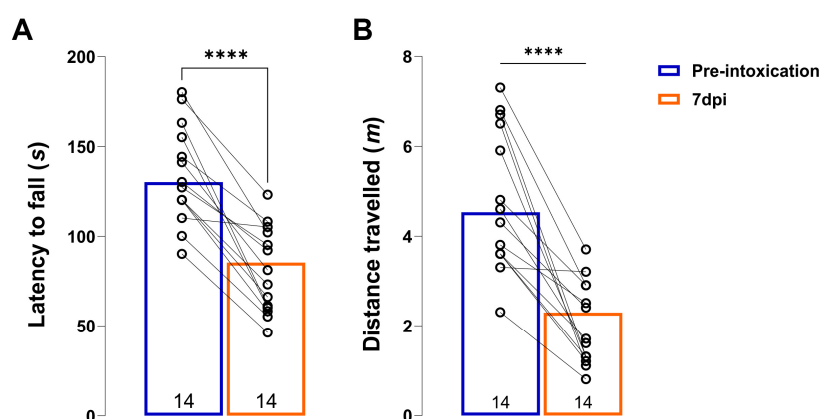 A
200
150
100
50
0
Latency to fall (s)
****
14
14
B
8
6
4
2
0
Distance travelled (m)
****
14
14
Pre-intoxication
7dpi